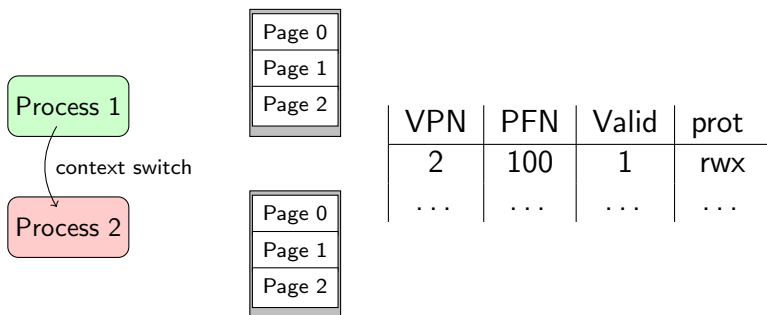 Page 0
Page 1
Page 2
Process 1
context switch
Process 2
Page 0
Page 1
Page 2
VPN PFN Valid prot
2 100 1 rwx
... ... ... ...